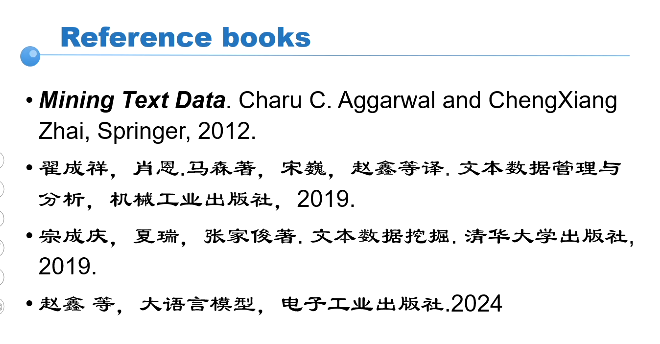 Reference books
• Mining Text Data. Charu C. Aggarwal and ChengXiang
Zhai, Springer, 2012.
• 翟成祥，肖恩.马森著，宋巍，赵鑫等译. 文本数据管理与
分析，机械工业出版社，2019.
• 宗成庆，夏瑞，张家俊著. 文本数据挖掘. 清华大学出版社,
2019.
• 赵鑫 等，大语言模型，电子工业出版社.2024